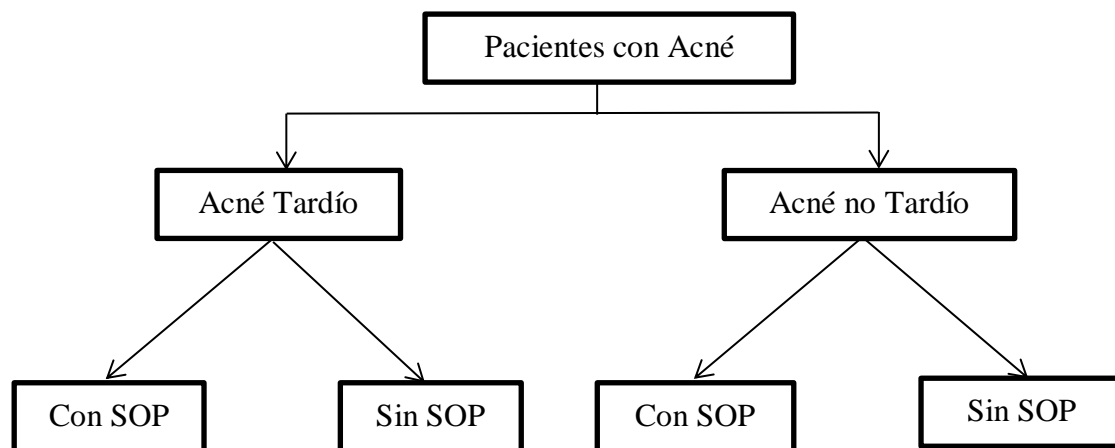 Pacientes con Acné
Acné Tardío
Acné no Tardío
Con SOP
Sin SOP
Con SOP
Sin SOP